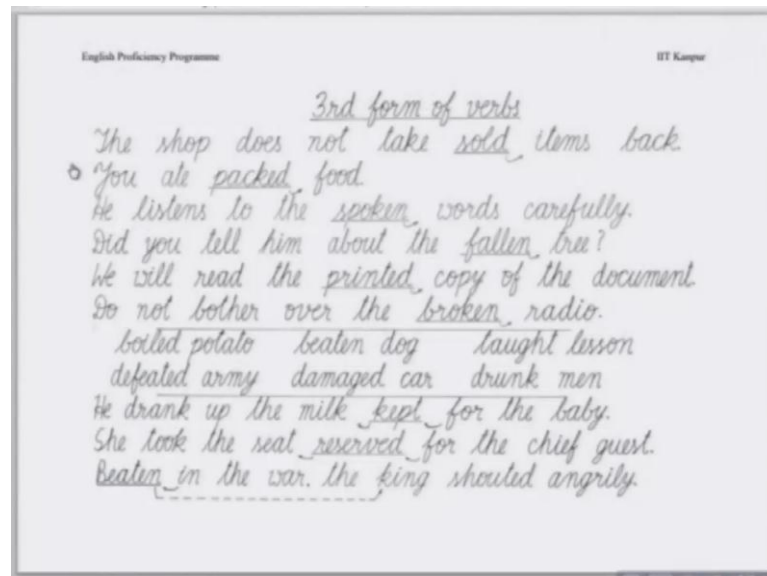 English Proficiency Programme IIT Kanpur
3rd form of verbs
The shop does not take sold items back.
You ate packed food.
He listens to the spoken words carefully.
Did you tell him about the fallen tree?
We will read the printed copy of the document.
Do not bother over the broken radio.
boiled potato beaten dog taught lesson
defeated army damaged car drunk men
He drank up the milk kept for the baby.
She took the seat reserved for the chief guest.
Beaten in the war, the king shouted angrily.